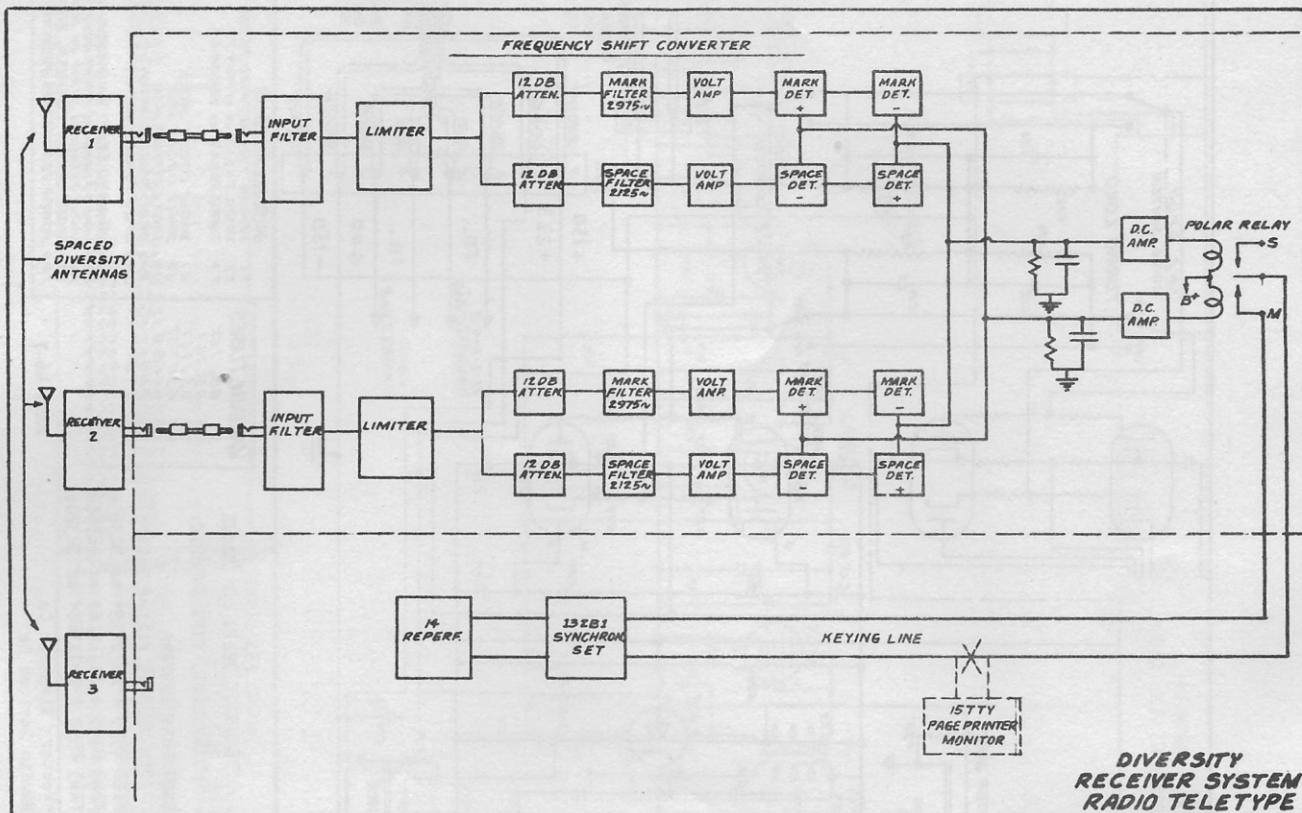 FREQUENCY SHIFT CONVERTER
RECEIVER
1
INPUT
FILTER
LIMITER
12 DB
ATTEN.
MARK
FILTER
2975~
VOLT
AMP
MARK
DET.
+
MARK
DET.
-
12 DB
ATTEN.
SPACE
FILTER
2125~
VOLT
AMP
SPACE
DET.
-
SPACE
DET.
+
SPACED
DIVERSITY
ANTENNAS
D.C.
AMP.
POLAR RELAY
S
B+
M
D.C.
AMP.
RECEIVER
2
INPUT
FILTER
LIMITER
12 DB
ATTEN.
MARK
FILTER
2975~
VOLT
AMP.
MARK
DET.
+
MARK
DET.
-
12 DB
ATTEN.
SPACE
FILTER
2125~
VOLT
AMP
SPACE
DET.
-
SPACE
DET.
+
RECEIVER
3
14
REPERF.
132B1
SYNCHRON.
SET
KEYING LINE
15 TTY
PAGE PRINTER
MONITOR
DIVERSITY
RECEIVER SYSTEM
RADIO TELETYPE